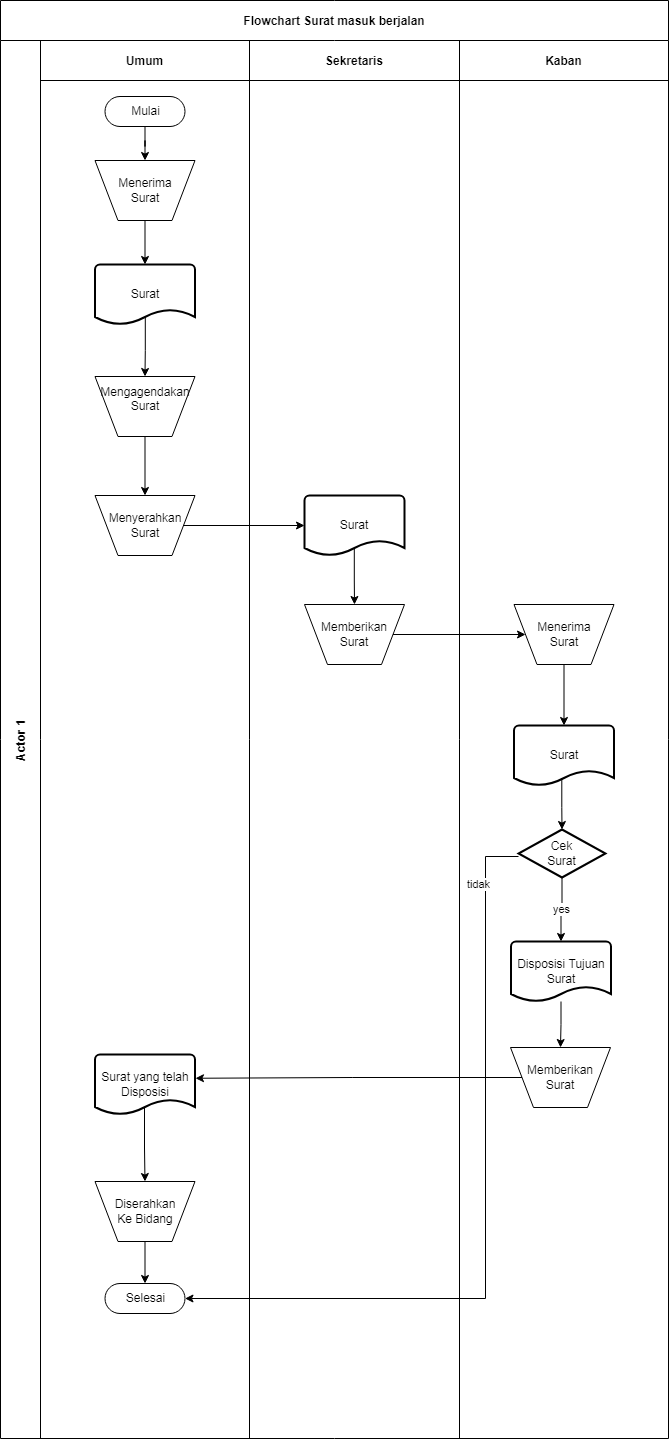 Flowchart Surat masuk berjalan
Umum
Sekretaris
Kaban
Actor 1
Mulai
Menerima
Surat
Surat
Mengagendakan
Surat
Menyerahkan
Surat
Surat
Memberikan
Surat
Menerima
Surat
Surat
Cek
Surat
tidak
yes
Disposisi Tujuan
Surat
Memberikan
Surat
Surat yang telah
Disposisi
Diserahkan
Ke Bidang
Selesai